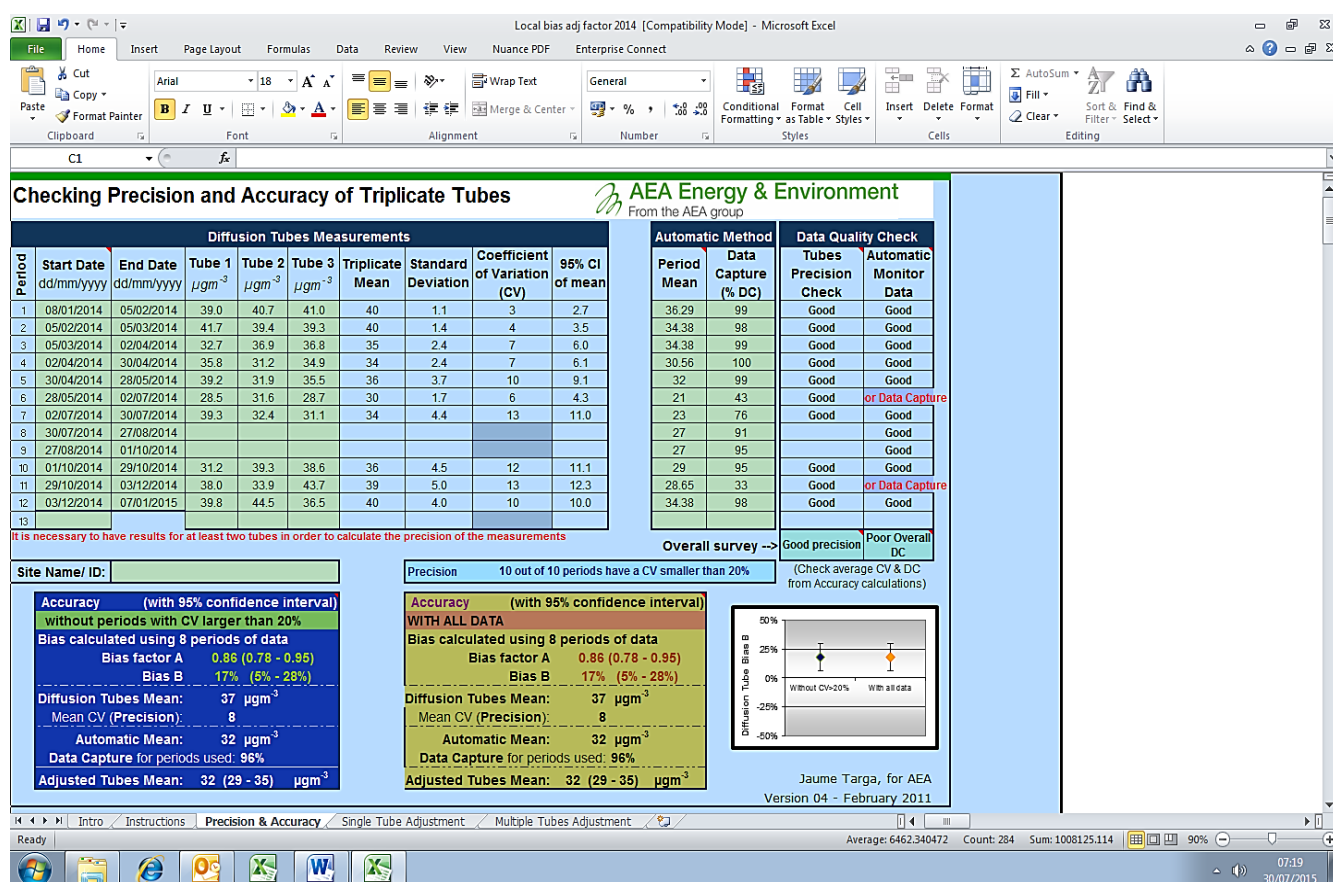 Local bias adj factor 2014 [Compatibility Mode] - Microsoft Excel
File Home Insert Page Layout Formulas Data Review View Nuance PDF Enterprise Connect
Paste Cut Copy Format Painter Clipboard
Arial 18 A A B I U A Font
Wrap Text Merge & Center Alignment
General % , Number
Conditional Formatting Format as Table Cell Styles Styles
Insert Delete Format Cells
Σ AutoSum Fill Clear Sort & Filter Find & Select Editing
C1 fx
Checking Precision and Accuracy of Triplicate Tubes
AEA Energy & Environment
From the AEA group
Diffusion Tubes Measurements Automatic Method Data Quality Check
Period Start Date dd/mm/yyyy End Date dd/mm/yyyy Tube 1 µgm-3 Tube 2 µgm-3 Tube 3 µgm-3 Triplicate Mean Standard Deviation Coefficient of Variation (CV) 95% CI of mean Period Mean Data Capture (% DC) Tubes Precision Check Automatic Monitor Data
1 08/01/2014 05/02/2014 39.0 40.7 41.0 40 1.1 3 2.7 36.29 99 Good Good
2 05/02/2014 05/03/2014 41.7 39.4 39.3 40 1.4 4 3.5 34.38 98 Good Good
3 05/03/2014 02/04/2014 32.7 36.9 36.8 35 2.4 7 6.0 34.38 99 Good Good
4 02/04/2014 30/04/2014 35.8 31.2 34.9 34 2.4 7 6.1 30.56 100 Good Good
5 30/04/2014 28/05/2014 39.2 31.9 35.5 36 3.7 10 9.1 32 99 Good Good
6 28/05/2014 02/07/2014 28.5 31.6 28.7 30 1.7 6 4.3 21 43 Good or Data Capture
7 02/07/2014 30/07/2014 39.3 32.4 31.1 34 4.4 13 11.0 23 76 Good Good
8 30/07/2014 27/08/2014 27 91 Good
9 27/08/2014 01/10/2014 27 95 Good
10 01/10/2014 29/10/2014 31.2 39.3 38.6 36 4.5 12 11.1 29 95 Good Good
11 29/10/2014 03/12/2014 38.0 33.9 43.7 39 5.0 13 12.3 28.65 33 Good or Data Capture
12 03/12/2014 07/01/2015 39.8 44.5 36.5 40 4.0 10 10.0 34.38 98 Good Good
13
It is necessary to have results for at least two tubes in order to calculate the precision of the measurements
Overall survey --> Good precision Poor Overall DC
(Check average CV & DC from Accuracy calculations)
Site Name/ ID:
Precision 10 out of 10 periods have a CV smaller than 20%
Accuracy (with 95% confidence interval)
without periods with CV larger than 20%
Bias calculated using 8 periods of data
Bias factor A 0.86 (0.78 - 0.95)
Bias B 17% (5% - 28%)
Diffusion Tubes Mean: 37 µgm-3
Mean CV (Precision): 8
Automatic Mean: 32 µgm-3
Data Capture for periods used: 96%
Adjusted Tubes Mean: 32 (29 - 35) µgm-3
Accuracy (with 95% confidence interval)
WITH ALL DATA
Bias calculated using 8 periods of data
Bias factor A 0.86 (0.78 - 0.95)
Bias B 17% (5% - 28%)
Diffusion Tubes Mean: 37 µgm-3
Mean CV (Precision): 8
Automatic Mean: 32 µgm-3
Data Capture for periods used: 96%
Adjusted Tubes Mean: 32 (29 - 35) µgm-3
Diffusion Tube Bias B
50%
25%
0%
-25%
-50%
Without CV>20% With all data
Jaume Targa, for AEA
Version 04 - February 2011
Intro Instructions Precision & Accuracy Single Tube Adjustment Multiple Tubes Adjustment
Ready Average: 6462.340472 Count: 284 Sum: 1008125.114 90%
07:19
30/07/2015